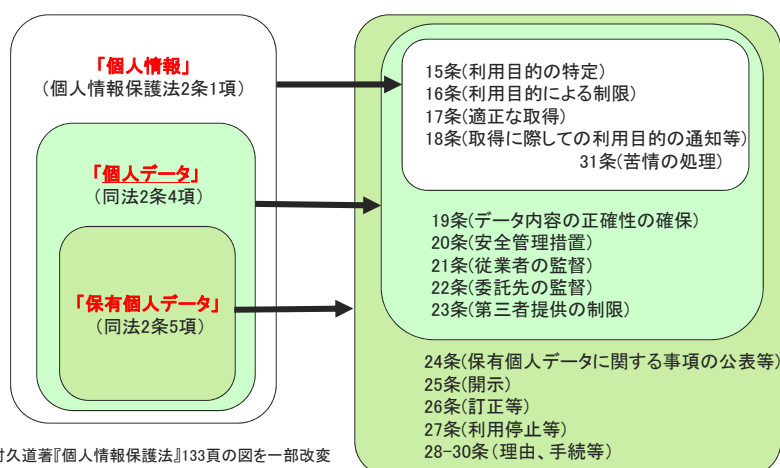 「個人情報」
（個人情報保護法2条1項）
「個人データ」
（同法2条4項）
「保有個人データ」
（同法2条5項）
15条(利用目的の特定)
16条(利用目的による制限)
17条(適正な取得)
18条(取得に際しての利用目的の通知等)
31条(苦情の処理)
19条(データ内容の正確性の確保)
20条(安全管理措置)
21条(従業者の監督)
22条(委託先の監督)
23条(第三者提供の制限)
24条(保有個人データに関する事項の公表等)
25条(開示)
26条(訂正等)
27条(利用停止等)
28-30条(理由、手続等)
久道著『個人情報保護法』133頁の図を一部改変